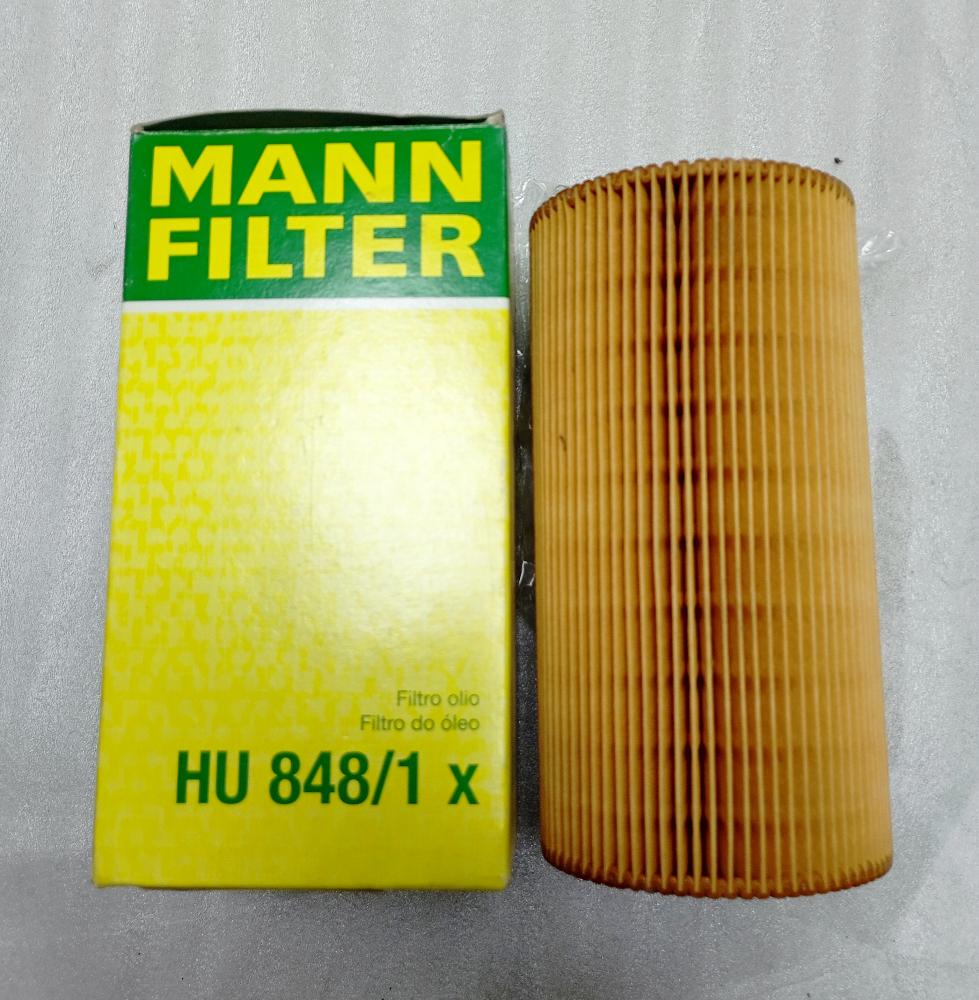 MANN
FILTER
Filtro olio
Filtro do óleo
HU 848/1 x